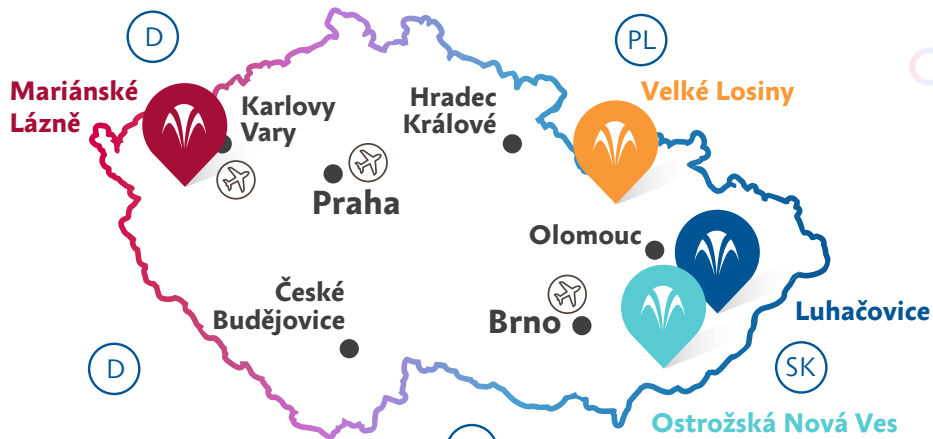 D
PL
Mariánské
Lázně
Karlovy
Vary
Hradec
Králové
Velké Losiny
Praha
Olomouc
České
Budějovice
Brno
Luhačovice
D
SK
Ostrožská Nová Ves